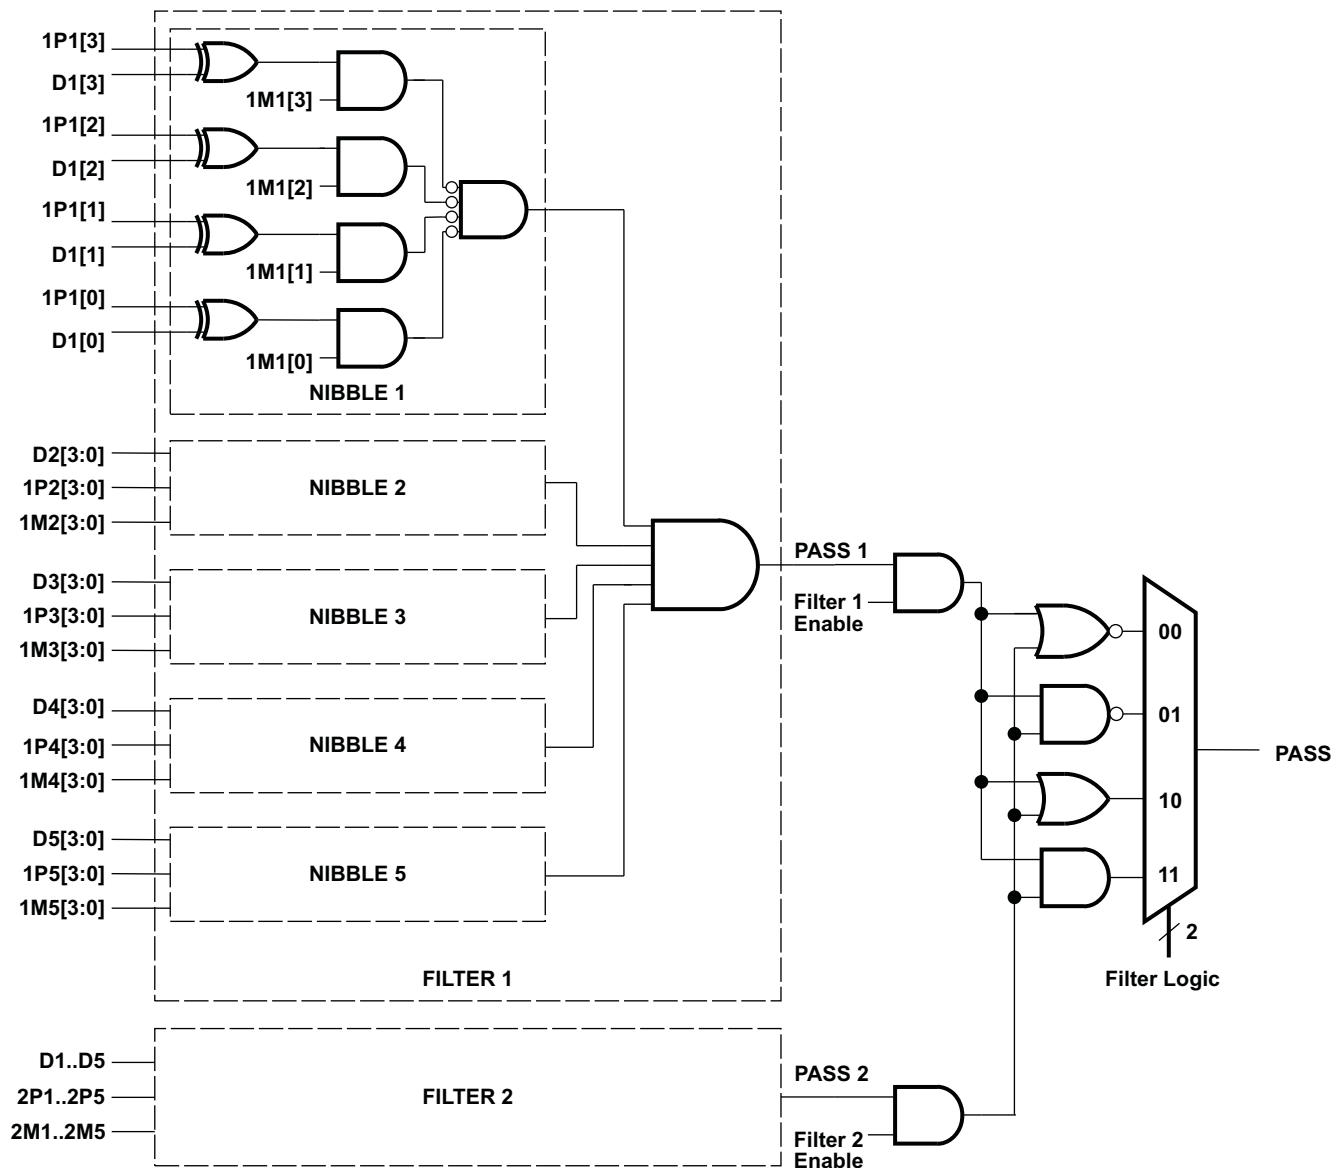 1P1[3]
D1[3]
1M1[3]
1P1[2]
D1[2]
1M1[2]
1P1[1]
D1[1]
1M1[1]
1P1[0]
D1[0]
1M1[0]
NIBBLE 1
D2[3:0]
1P2[3:0]
1M2[3:0]
NIBBLE 2
D3[3:0]
1P3[3:0]
1M3[3:0]
NIBBLE 3
D4[3:0]
1P4[3:0]
1M4[3:0]
NIBBLE 4
D5[3:0]
1P5[3:0]
1M5[3:0]
NIBBLE 5
FILTER 1
PASS 1
Filter 1
Enable
00
01
10
11
PASS
2
Filter Logic
D1..D5
2P1..2P5
2M1..2M5
FILTER 2
PASS 2
Filter 2
Enable